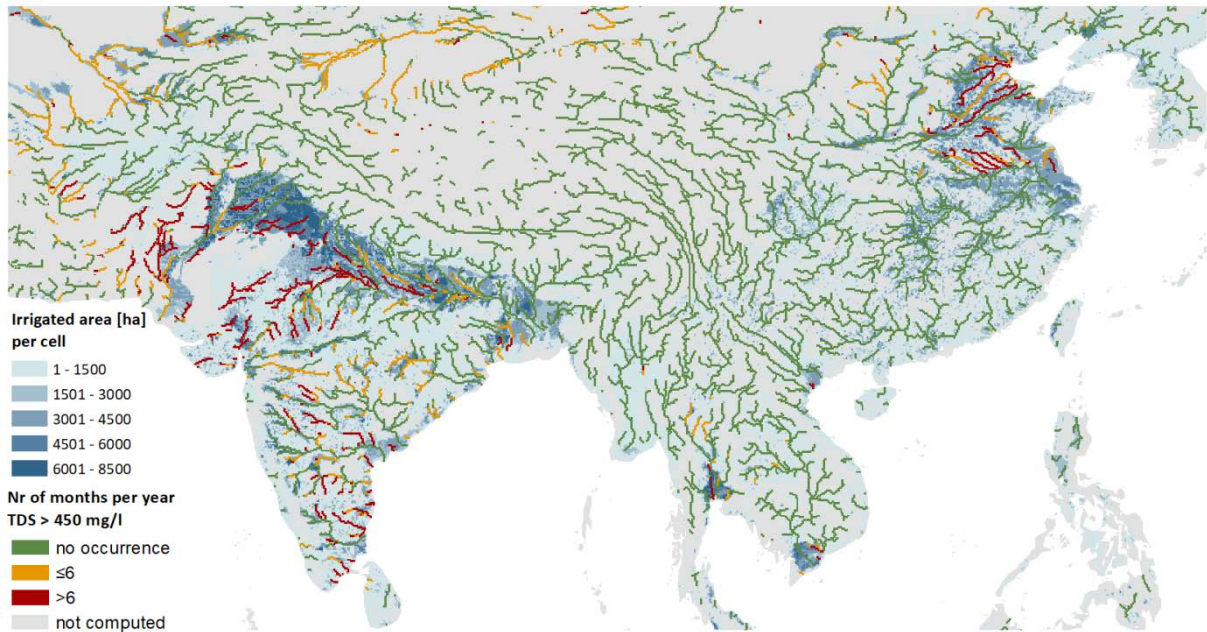 Irrigated area [ha]
per cell
1 - 1500
1501 - 3000
3001 - 4500
4501 - 6000
6001 - 8500
Nr of months per year
TDS > 450 mg/l
no occurrence
≤6
>6
not computed